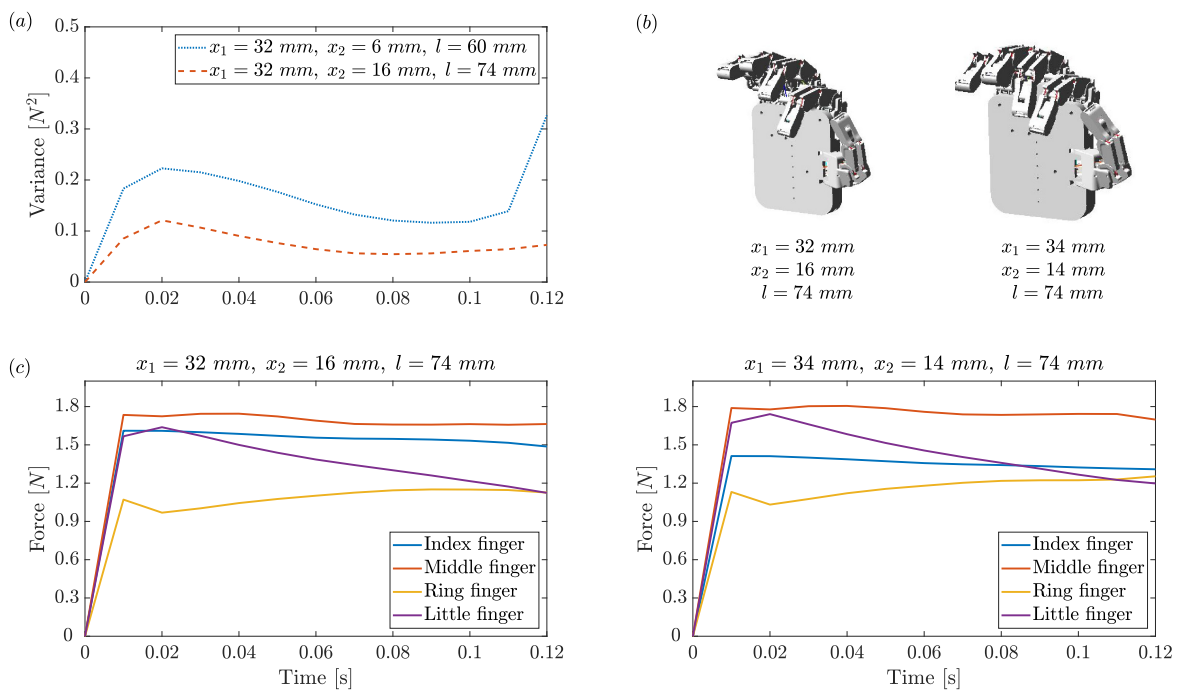 (a)
0.5
0.4
0.3
0.2
0.1
0
Variance [N²]
x₁ = 32 mm, x₂ = 6 mm, l = 60 mm
x₁ = 32 mm, x₂ = 16 mm, l = 74 mm
0 0.02 0.04 0.06 0.08 0.1 0.12
(b)
x₁ = 32 mm
x₂ = 16 mm
l = 74 mm
x₁ = 34 mm
x₂ = 14 mm
l = 74 mm
(c)
x₁ = 32 mm, x₂ = 16 mm, l = 74 mm
1.8
1.5
1.2
0.9
0.6
0.3
0
Force [N]
Index finger
Middle finger
Ring finger
Little finger
0 0.02 0.04 0.06 0.08 0.1 0.12
Time [s]
x₁ = 34 mm, x₂ = 14 mm, l = 74 mm
1.8
1.5
1.2
0.9
0.6
0.3
0
Force [N]
Index finger
Middle finger
Ring finger
Little finger
0 0.02 0.04 0.06 0.08 0.1 0.12
Time [s]